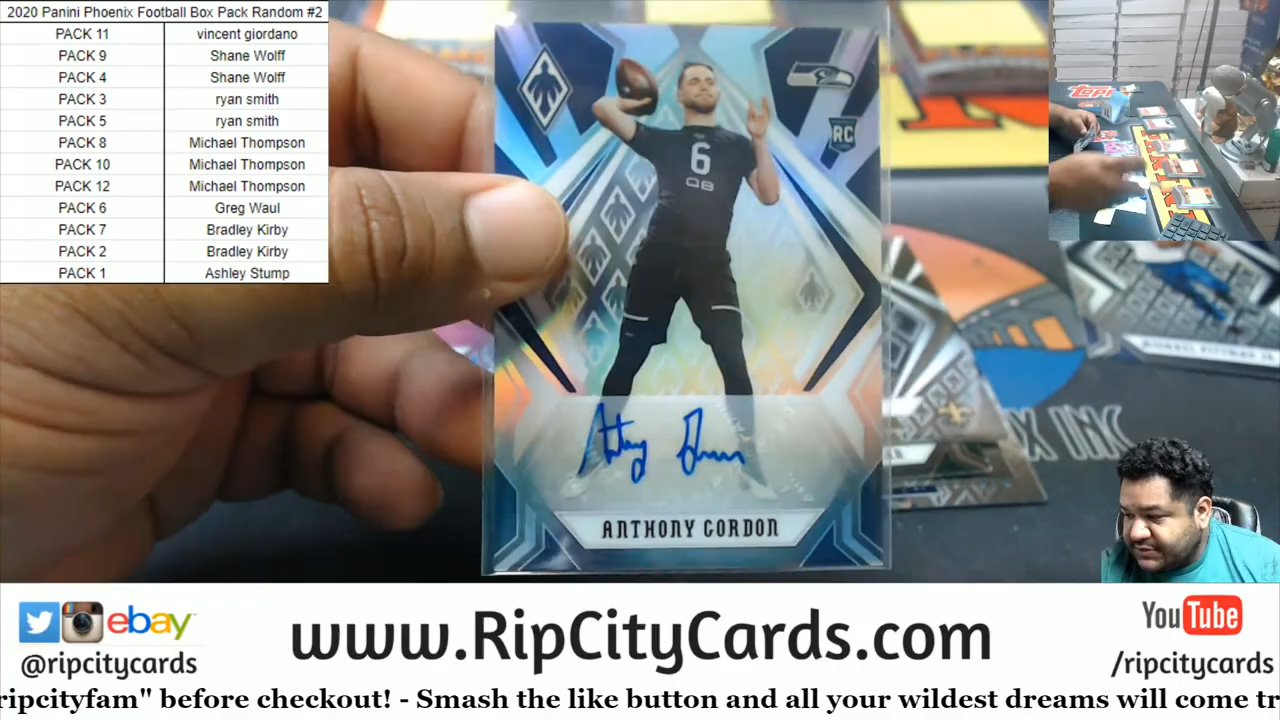 2020 Panini Phoenix Football Box Pack Random #2
PACK 11 vincent giordano
PACK 9 Shane Wolff
PACK 4 Shane Wolff
PACK 3 ryan smith
PACK 5 ryan smith
PACK 8 Michael Thompson
PACK 10 Michael Thompson
PACK 12 Michael Thompson
PACK 6 Greg Waul
PACK 7 Bradley Kirby
PACK 2 Bradley Kirby
PACK 1 Ashley Stump
RC
6
QB
ANTHONY GORDON
TOPPS
MICHAEL PITTMAN JR.
ebay
@ripcitycards
www.RipCityCards.com
YouTube
/ripcitycards
ripcityfam" before checkout! - Smash the like button and all your wildest dreams will come tr